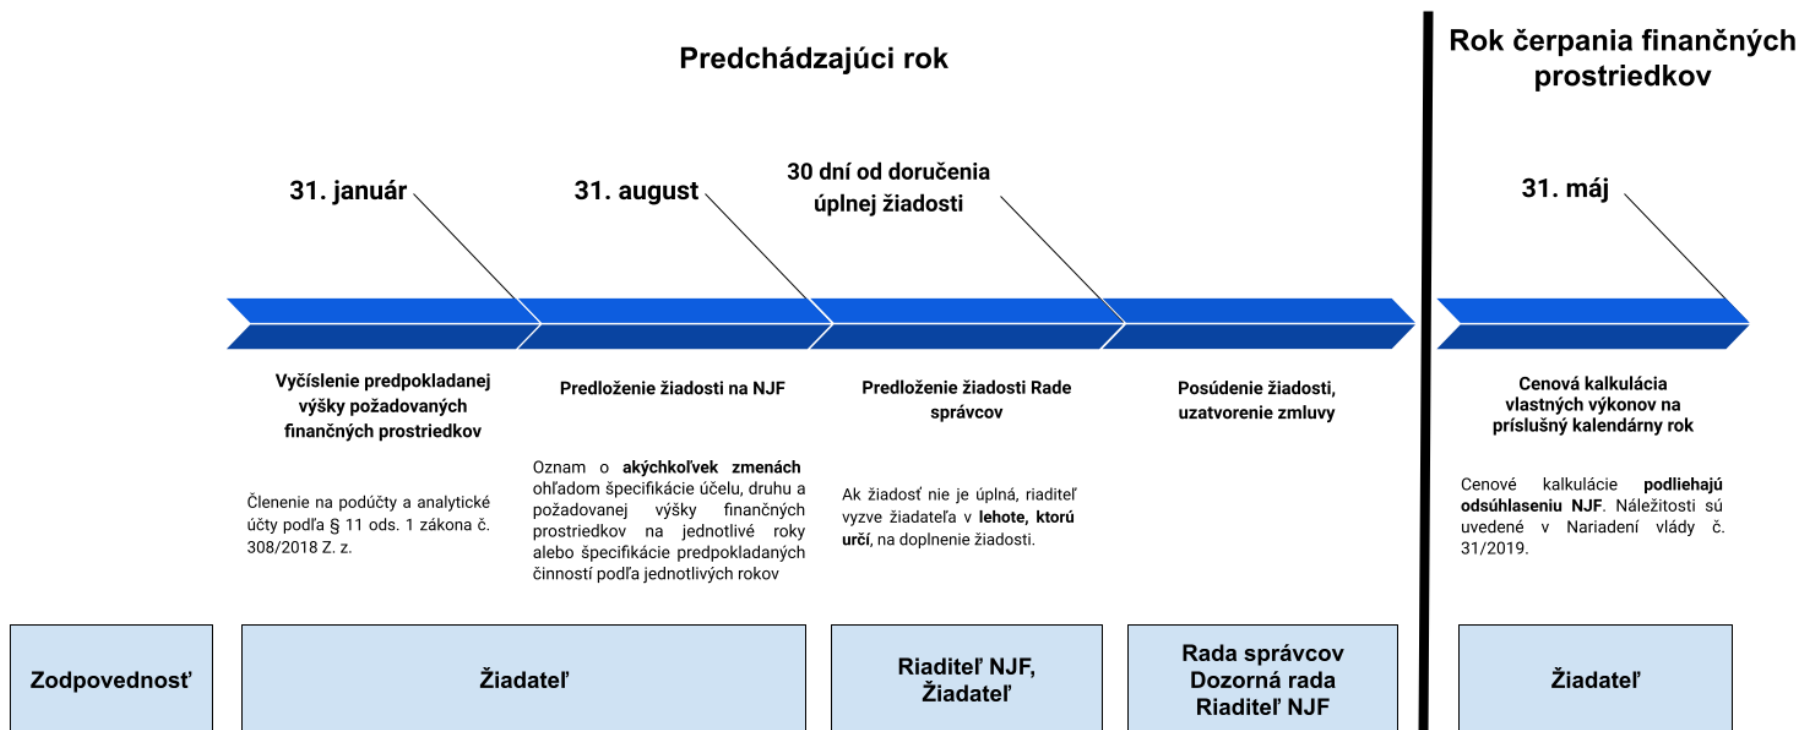 Predchádzajúci rok
Rok čerpania finančných
prostriedkov
31. január
31. august
30 dní od doručenia
úplnej žiadosti
31. máj
Vyčíslenie predpokladanej
výšky požadovaných
finančných prostriedkov
Členenie na podúčty a analytické
účty podľa § 11 ods. 1 zákona č.
308/2018 Z. z.
Predloženie žiadosti na NJF
Oznam o akýchkoľvek zmenách
ohľadom špecifikácie účelu, druhu a
požadovanej výšky finančných
prostriedkov na jednotlivé roky
alebo špecifikácie predpokladaných
činností podľa jednotlivých rokov
Predloženie žiadosti Rade
správcov
Ak žiadosť nie je úplná, riaditeľ
vyzve žiadateľa v lehote, ktorú
určí, na doplnenie žiadosti.
Posúdenie žiadosti,
uzatvorenie zmluvy
Cenová kalkulácia
vlastných výkonov na
príslušný kalendárny rok
Cenové kalkulácie podliehajú
odsúhlaseniu NJF. Náležitosti sú
uvedené v Nariadení vlády č.
31/2019.
Zodpovednosť
Žiadateľ
Riaditeľ NJF,
Žiadateľ
Rada správcov
Dozorná rada
Riaditeľ NJF
Žiadateľ